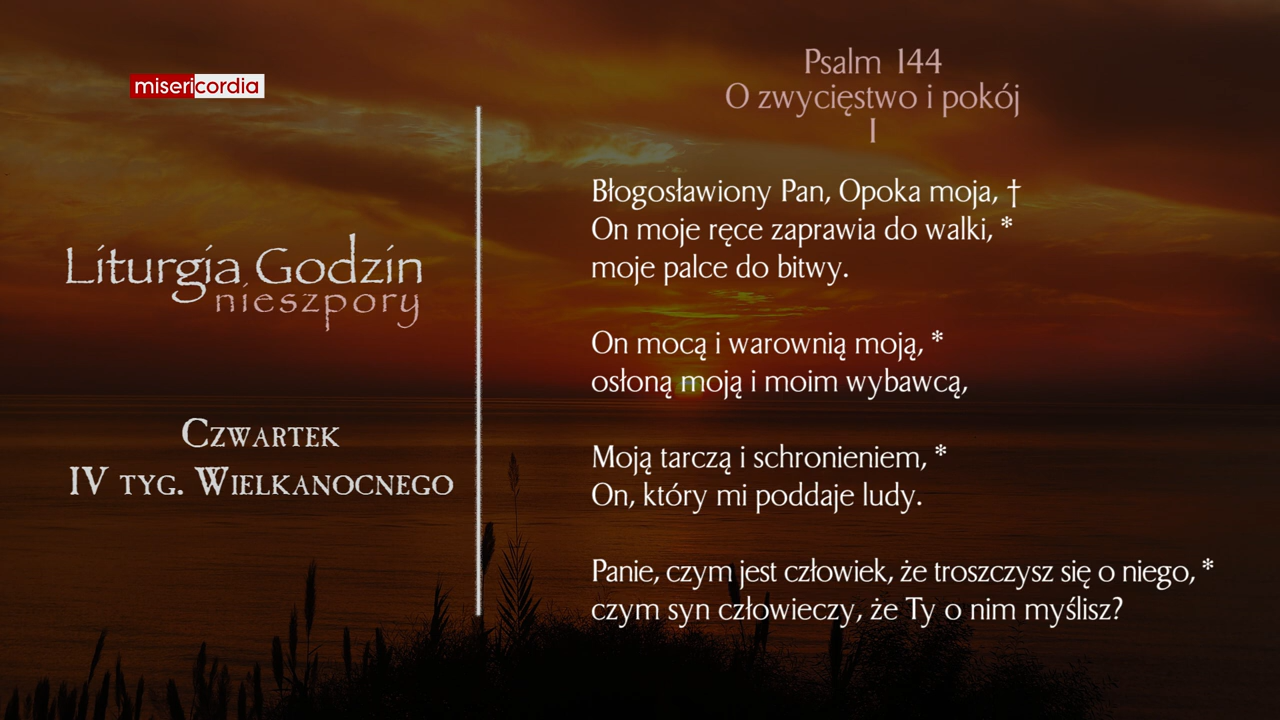 misericordia
Liturgia Godzin
nieszpory
Czwartek
IV tyg. Wielkanocnego
Psalm 144
O zwycięstwo i pokój
I
Błogosławiony Pan, Opoka moja, †
On moje ręce zaprawia do walki, *
moje palce do bitwy.
On mocą i warownią moją, *
osłoną moją i moim wybawcą,
Moją tarczą i schronieniem, *
On, który mi poddaje ludy.
Panie, czym jest człowiek, że troszczysz się o niego, *
czym syn człowieczy, że Ty o nim myślisz?